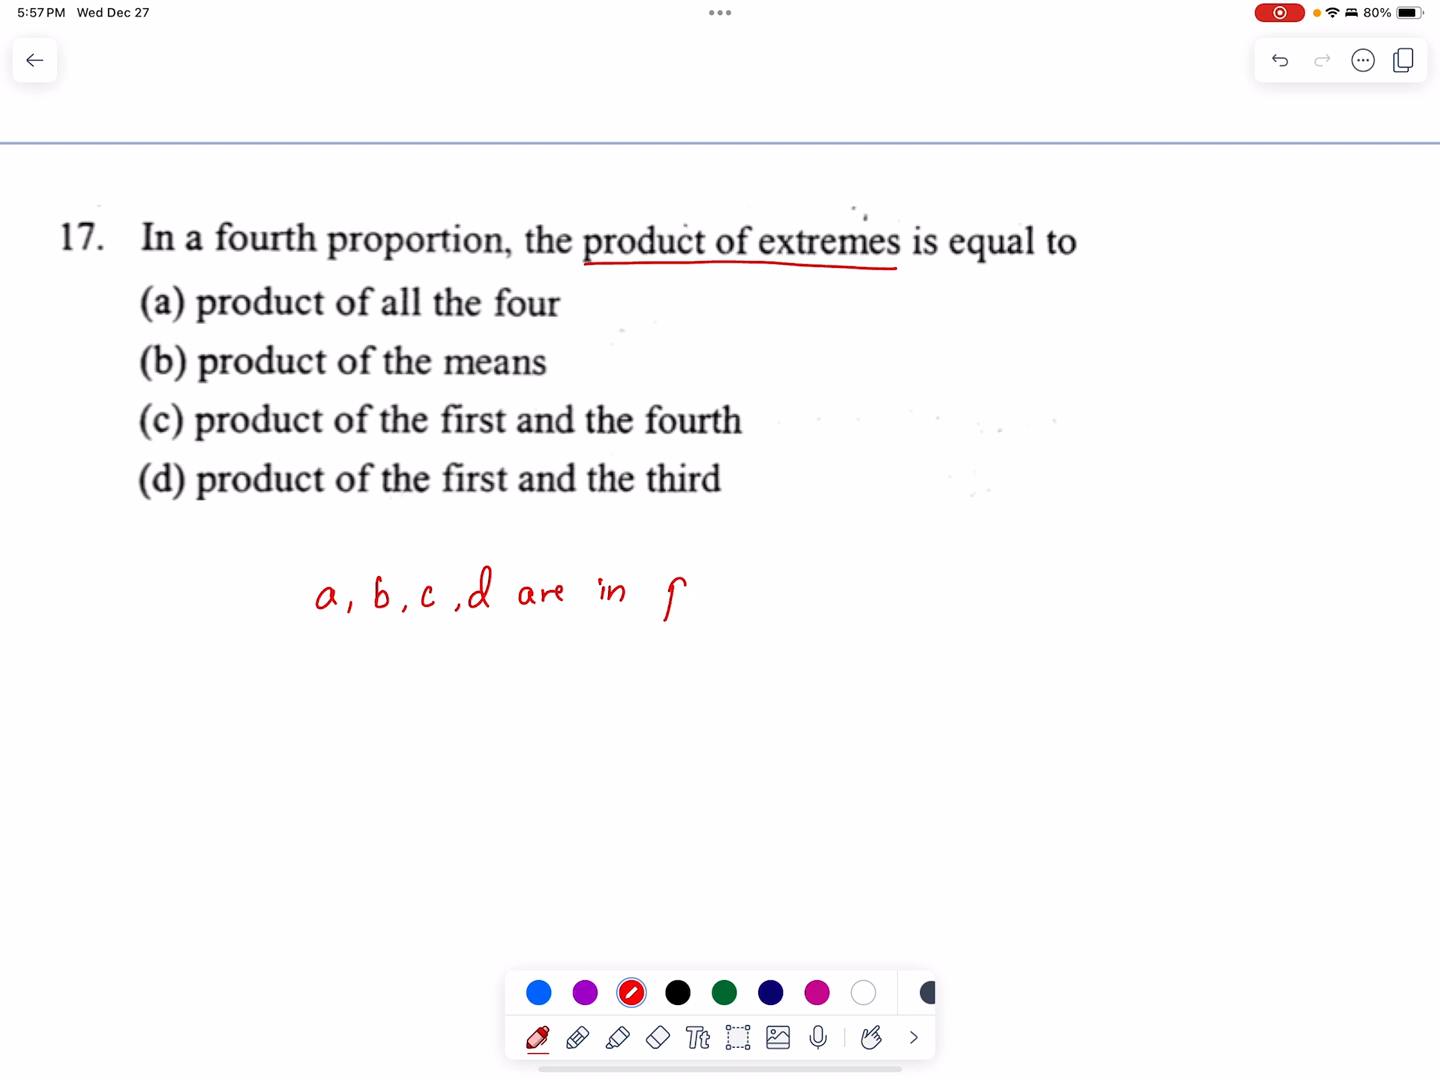 5:57 PM Wed Dec 27
80%
17. In a fourth proportion, the product of extremes is equal to
(a) product of all the four
(b) product of the means
(c) product of the first and the fourth
(d) product of the first and the third
a, b, c, d are in p
Tt